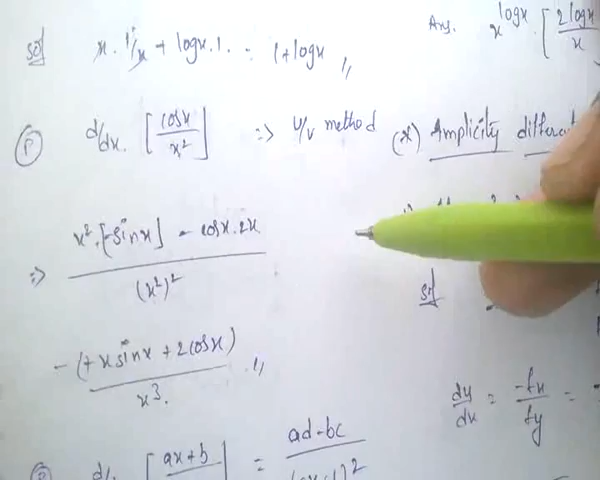 sol x . 1/x + logx.1. = 1+logx //
Ans. x^logx . [2logx/x
(P) d/dx. [cosx/x²] => u/v method
(*) Implicity different
=> x².[-sinx] - cosx.2x / (x²)²
sol
-(+xsinx + 2cosx) / x³. //
dy/dx = -fx/fy =
d/ [ax+b = ad-bc